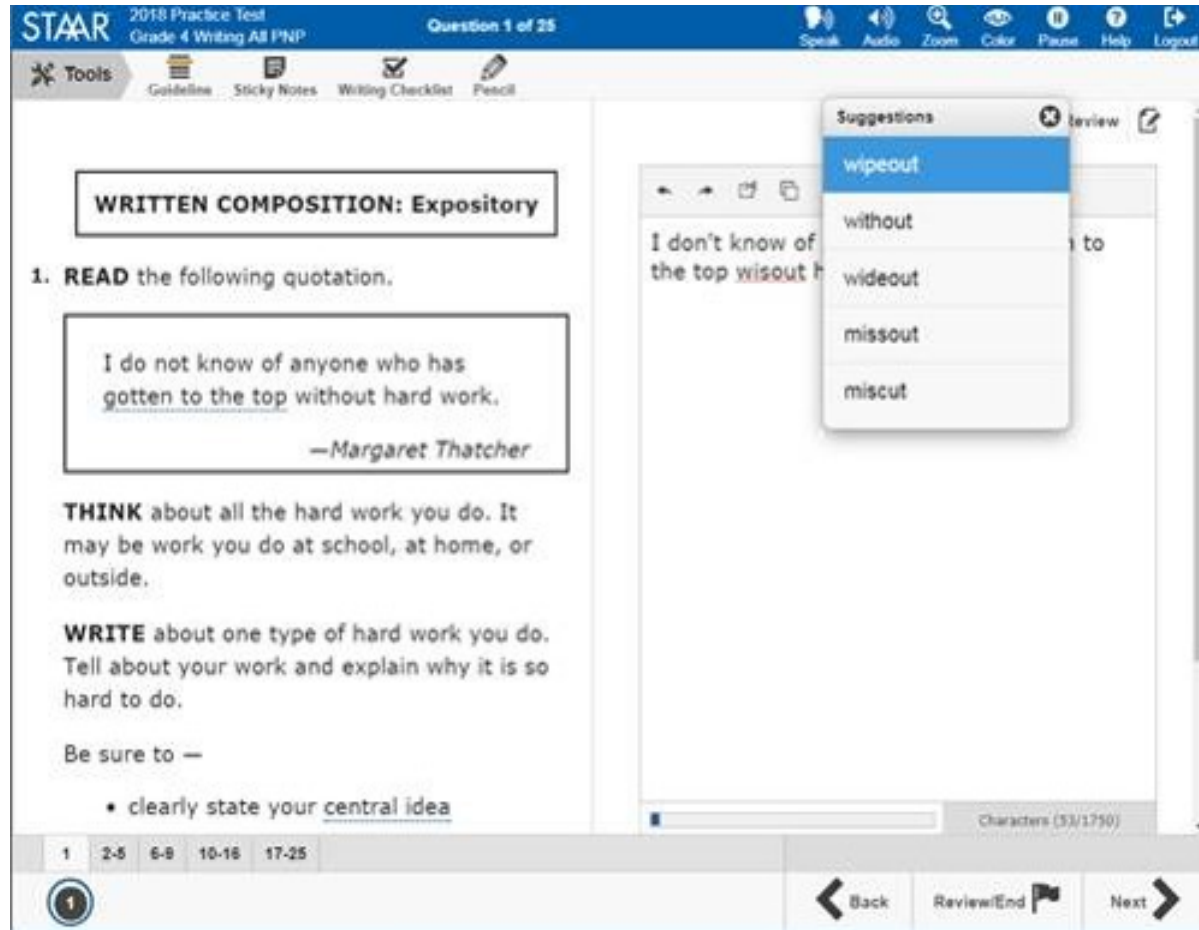 STAAR
2018 Practice Test
Grade 4 Writing All PNP
Question 1 of 25
Speak
Audio
Zoom
Color
Pause
Help
Logout
Tools
Guideline
Sticky Notes
Writing Checklist
Pencil
WRITTEN COMPOSITION: Expository
1. READ the following quotation.
I do not know of anyone who has
gotten to the top without hard work.
—Margaret Thatcher
THINK about all the hard work you do. It
may be work you do at school, at home, or
outside.
WRITE about one type of hard work you do.
Tell about your work and explain why it is so
hard to do.
Be sure to —
• clearly state your central idea
Review
I don't know of to
the top wisout h
Suggestions
wipeout
without
wideout
missout
miscut
Characters (53/1750)
1 2-5 6-9 10-16 17-25
1
Back
Review/End
Next